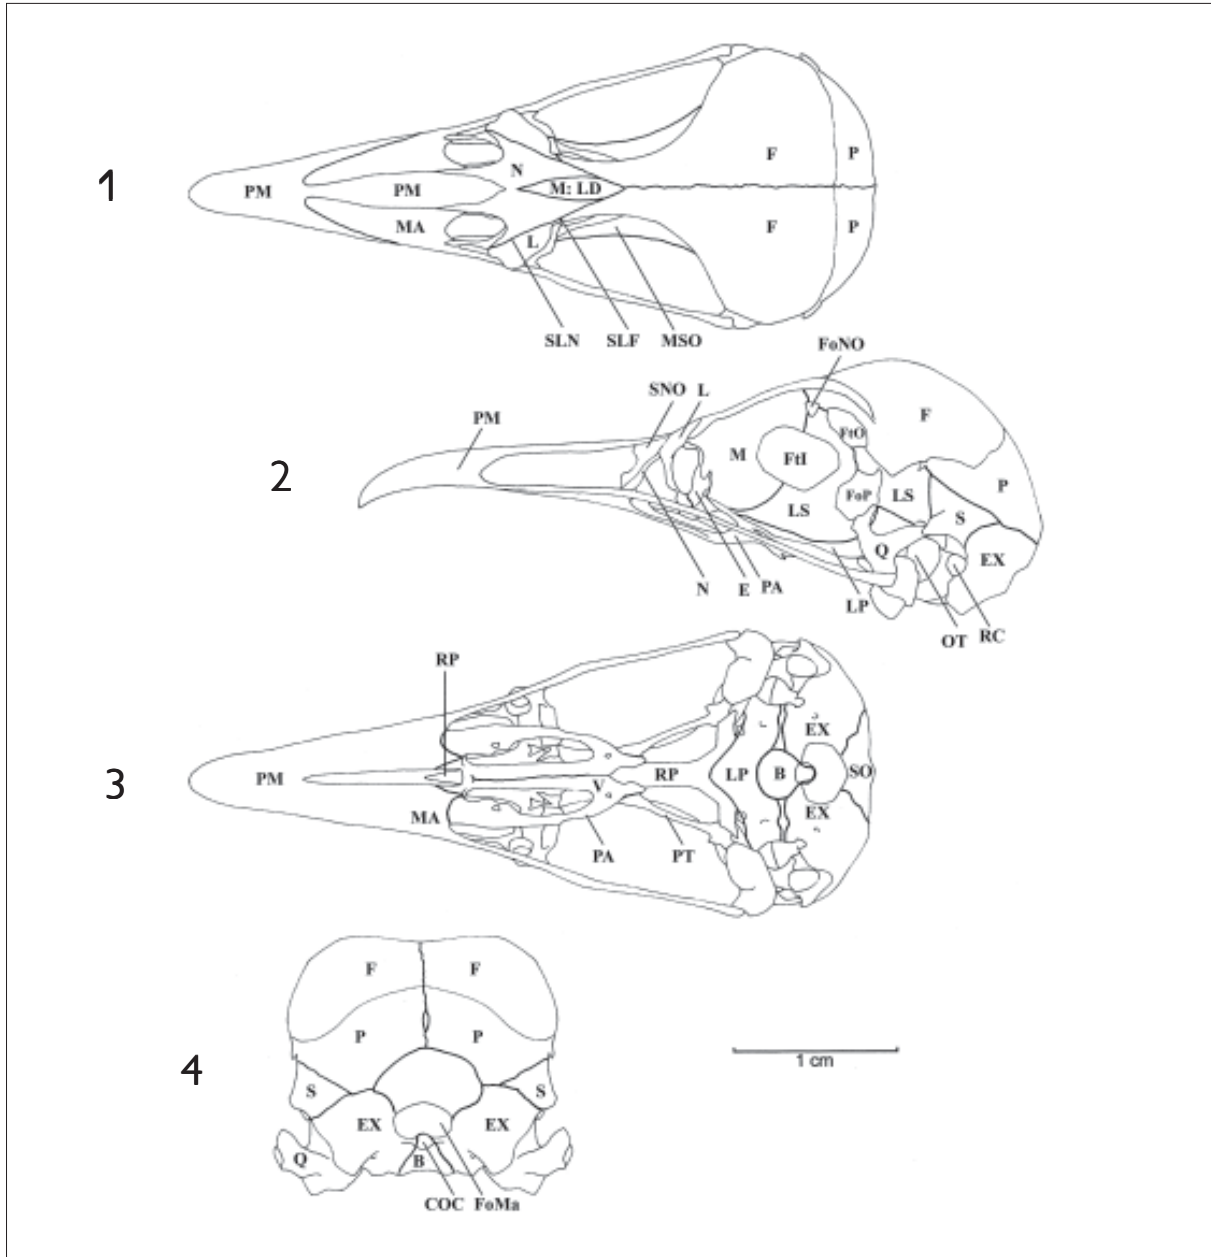 F P
N
1 PM PM M: LD
MA F P
L
SLN SLF MSO
FoNO
SNO L
PM F
FtO
2 M FtI
P
FoP LS
LS S
Q EX
N E PA
LP
OT RC
RP
EX
3 PM RP LP B SO
V
MA EX
PA PT
F F
P P
1 cm
4
S S
EX EX
Q B
COC FoMa